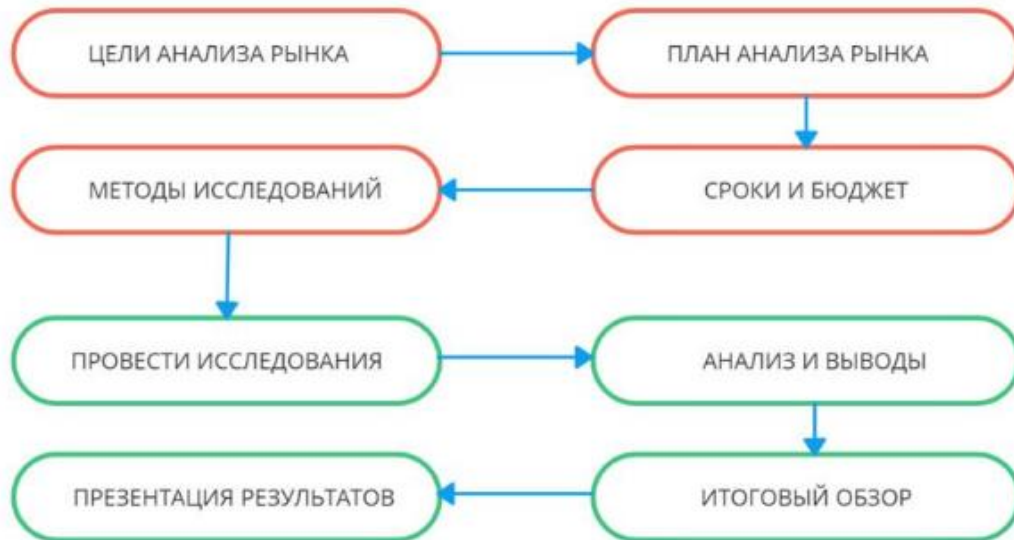 ЦЕЛИ АНАЛИЗА РЫНКА
ПЛАН АНАЛИЗА РЫНКА
СРОКИ И БЮДЖЕТ
МЕТОДЫ ИССЛЕДОВАНИЙ
ПРОВЕСТИ ИССЛЕДОВАНИЯ
АНАЛИЗ И ВЫВОДЫ
ИТОГОВЫЙ ОБЗОР
ПРЕЗЕНТАЦИЯ РЕЗУЛЬТАТОВ